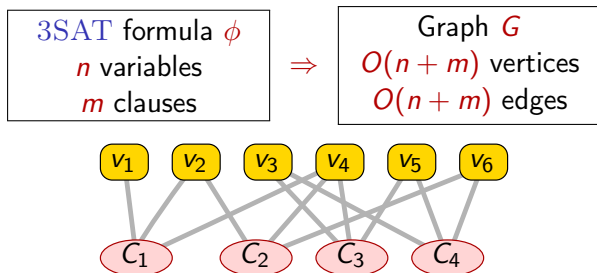 3SAT formula ϕ
n variables
m clauses
⇒
Graph G
O(n + m) vertices
O(n + m) edges
v₁ v₂ v₃ v₄ v₅ v₆
C₁ C₂ C₃ C₄